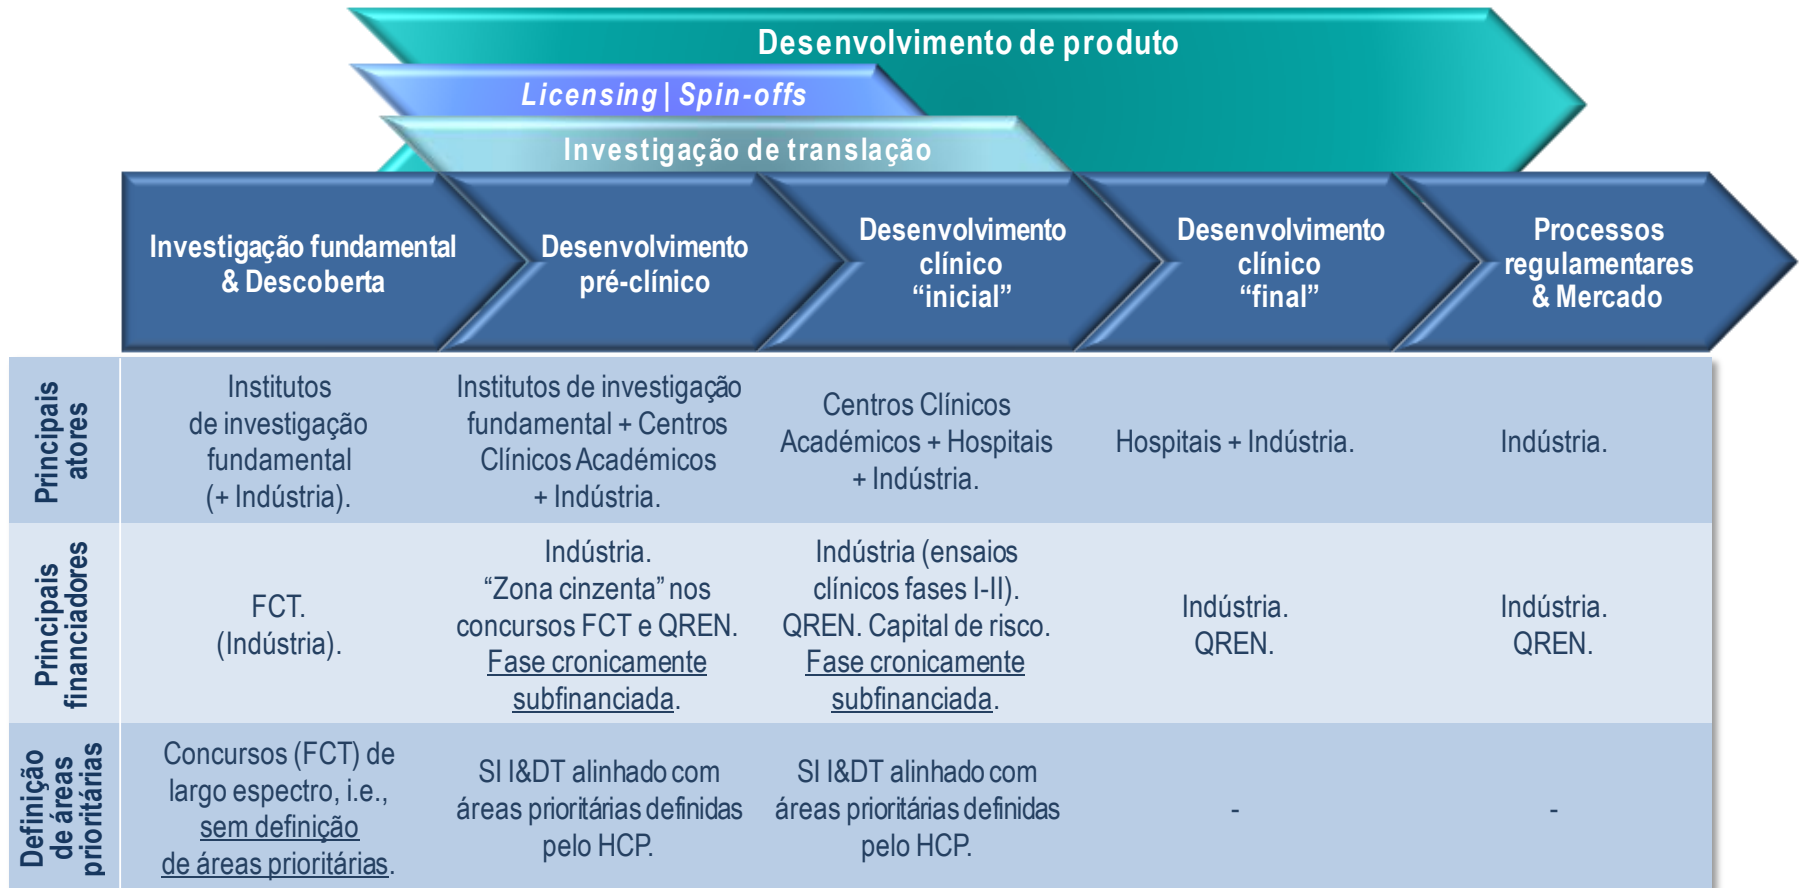 Desenvolvimento de produto
Licensing | Spin-offs
Investigação de translação
Investigação fundamental
& Descoberta
Desenvolvimento
pré-clínico
Desenvolvimento
clínico
“inicial”
Desenvolvimento
clínico
“final”
Processos
regulamentares
& Mercado
Principais
atores
Institutos
de investigação
fundamental
(+ Indústria).
Institutos de investigação
fundamental + Centros
Clínicos Académicos
+ Indústria.
Centros Clínicos
Académicos + Hospitais
+ Indústria.
Hospitais + Indústria.
Indústria.
Principais
financiadores
FCT.
(Indústria).
Indústria.
“Zona cinzenta” nos
concursos FCT e QREN.
Fase cronicamente
subfinanciada.
Indústria (ensaios
clínicos fases I-II).
QREN. Capital de risco.
Fase cronicamente
subfinanciada.
Indústria.
QREN.
Indústria.
QREN.
Definição
de áreas
prioritárias
Concursos (FCT) de
largo espectro, i.e.,
sem definição
de áreas prioritárias.
SI I&DT alinhado com
áreas prioritárias definidas
pelo HCP.
SI I&DT alinhado com
áreas prioritárias definidas
pelo HCP.
-
-